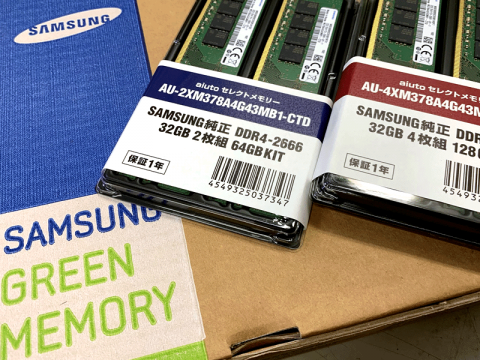 SAMSUNG
SAMSUNG
GREEN
MEMORY
aiuto セレクトメモリー
AU-2XM378A4G43MB1-CTD
SAMSUNG純正 DDR4-2666
32GB 2枚組 64GBKIT
保証1年
4549325037347
aiuto セレクトメモリー
AU-4XM378A4G43M
SAMSUNG純正 DD
32GB 4枚組 128
保証1年
45493250